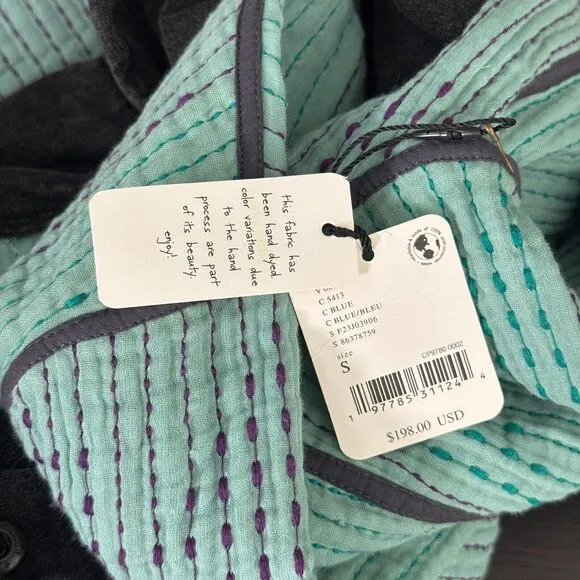 this fabric has
been hand dyed.
color variations due
to the hand
process are part
of its beauty.
enjoy!
C 5413
C BLUE
C BLUE/BLEU
S F23J03906
S 86378759
size
S
CP9780 0002
1 97785 31124 4
$198.00 USD